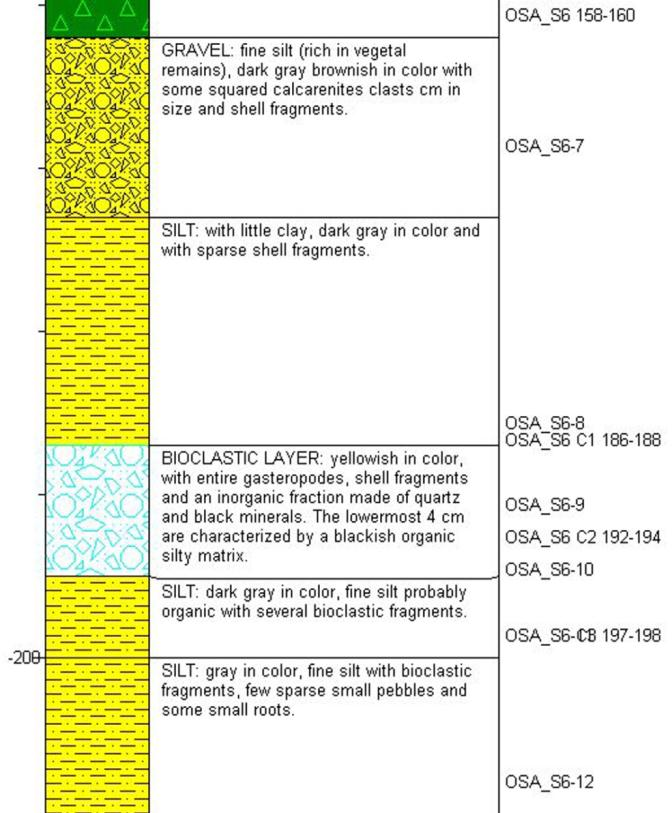 OSA_S6 158-160
GRAVEL: fine silt (rich in vegetal
remains), dark gray brownish in color with
some squared calcarenites clasts cm in
size and shell fragments.
OSA_S6-7
SILT: with little clay, dark gray in color and
with sparse shell fragments.
OSA_S6-8
OSA_S6 C1 186-188
BIOCLASTIC LAYER: yellowish in color,
with entire gasteropodes, shell fragments
and an inorganic fraction made of quartz
and black minerals. The lowermost 4 cm
are characterized by a blackish organic
silty matrix.
OSA_S6-9
OSA_S6 C2 192-194
OSA_S6-10
SILT: dark gray in color, fine silt probably
organic with several bioclastic fragments.
197-198
-200
SILT: gray in color, fine silt with bioclastic
fragments, few sparse small pebbles and
some small roots.
OSA_S6-12